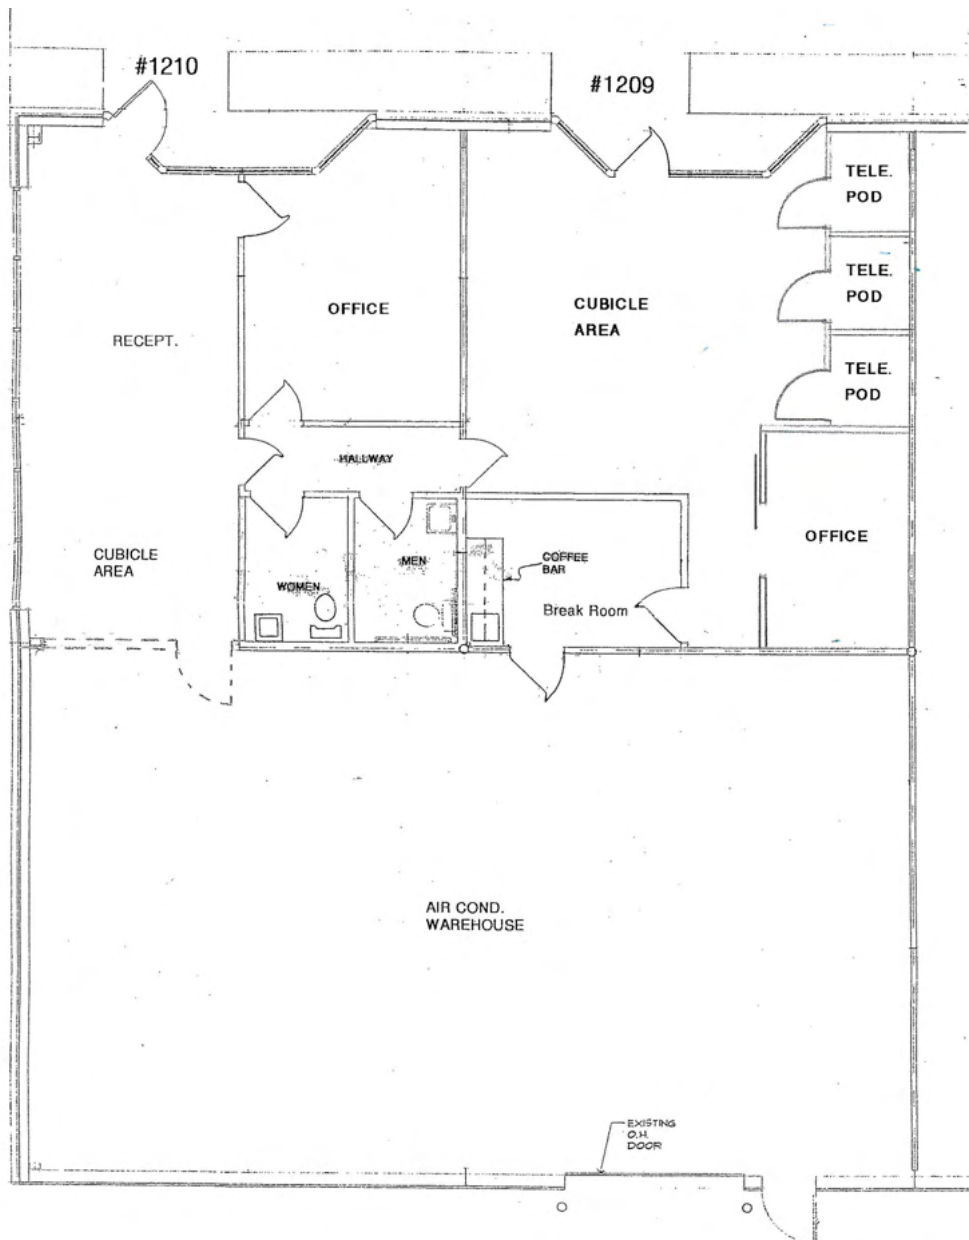 #1210
#1209
TELE.
POD
TELE.
POD
OFFICE
CUBICLE
AREA
RECEPT.
TELE.
POD
HALLWAY
CUBICLE
AREA
WOMEN
MEN
COFFEE
BAR
Break Room
OFFICE
AIR COND.
WAREHOUSE
EXISTING
O.H.
DOOR